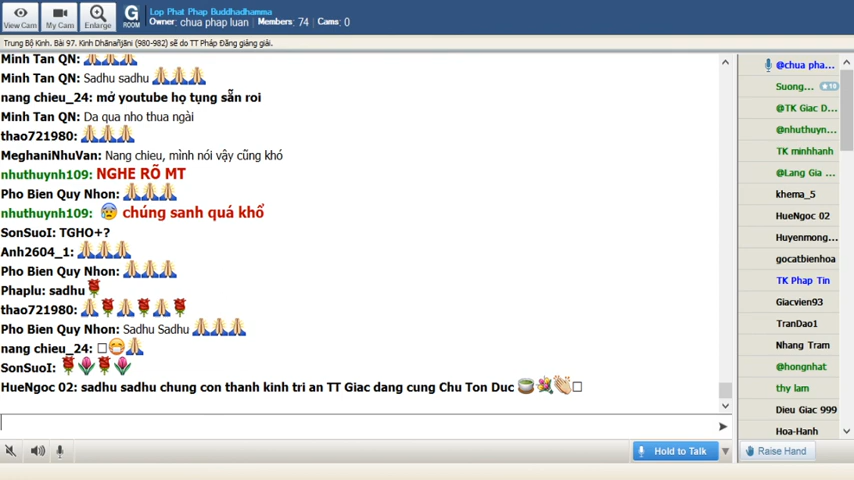 View Cam
My Cam
Enlarge
G
ROOM
Lop Phat Phap Buddhadhamma
Owner: chua phap luan Members: 74 Cams: 0
Trung Bộ Kinh. Bài 97. Kinh Dhānañjāni (980-982) sẽ do TT Pháp Đăng giảng giải.
Minh Tan QN:
Minh Tan QN: Sadhu sadhu
nang chieu_24: mở youtube họ tụng sẵn roi
Minh Tan QN: Da qua nho thua ngài
thao721980:
MeghaniNhuVan: Nang chieu, mình nói vậy cũng khó
nhuthuynh109: NGHE RÕ MT
Pho Bien Quy Nhon:
nhuthuynh109: chúng sanh quá khổ
SonSuoI: TGHO+?
Anh2604_1:
Pho Bien Quy Nhon:
Phaplu: sadhu
thao721980:
Pho Bien Quy Nhon: Sadhu Sadhu
nang chieu_24:
SonSuoI:
HueNgoc 02: sadhu sadhu chung con thanh kinh tri an TT Giac dang cung Chu Ton Duc
Hold to Talk
@chua pha...
Suong... 18
@TK Giac D...
@nhuthuyn...
TK minhhanh
@Lang Gia ...
khema_5
HueNgoc 02
Huyenmong...
gocatbienhoa
TK Phap Tin
Giacvien93
TranDao1
Nhang Tram
@hongnhat
thy lam
Dieu Giac 999
Hoa-Hanh
Raise Hand